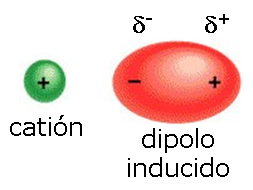 δ- δ+
+ - +
catión
dipolo
inducido